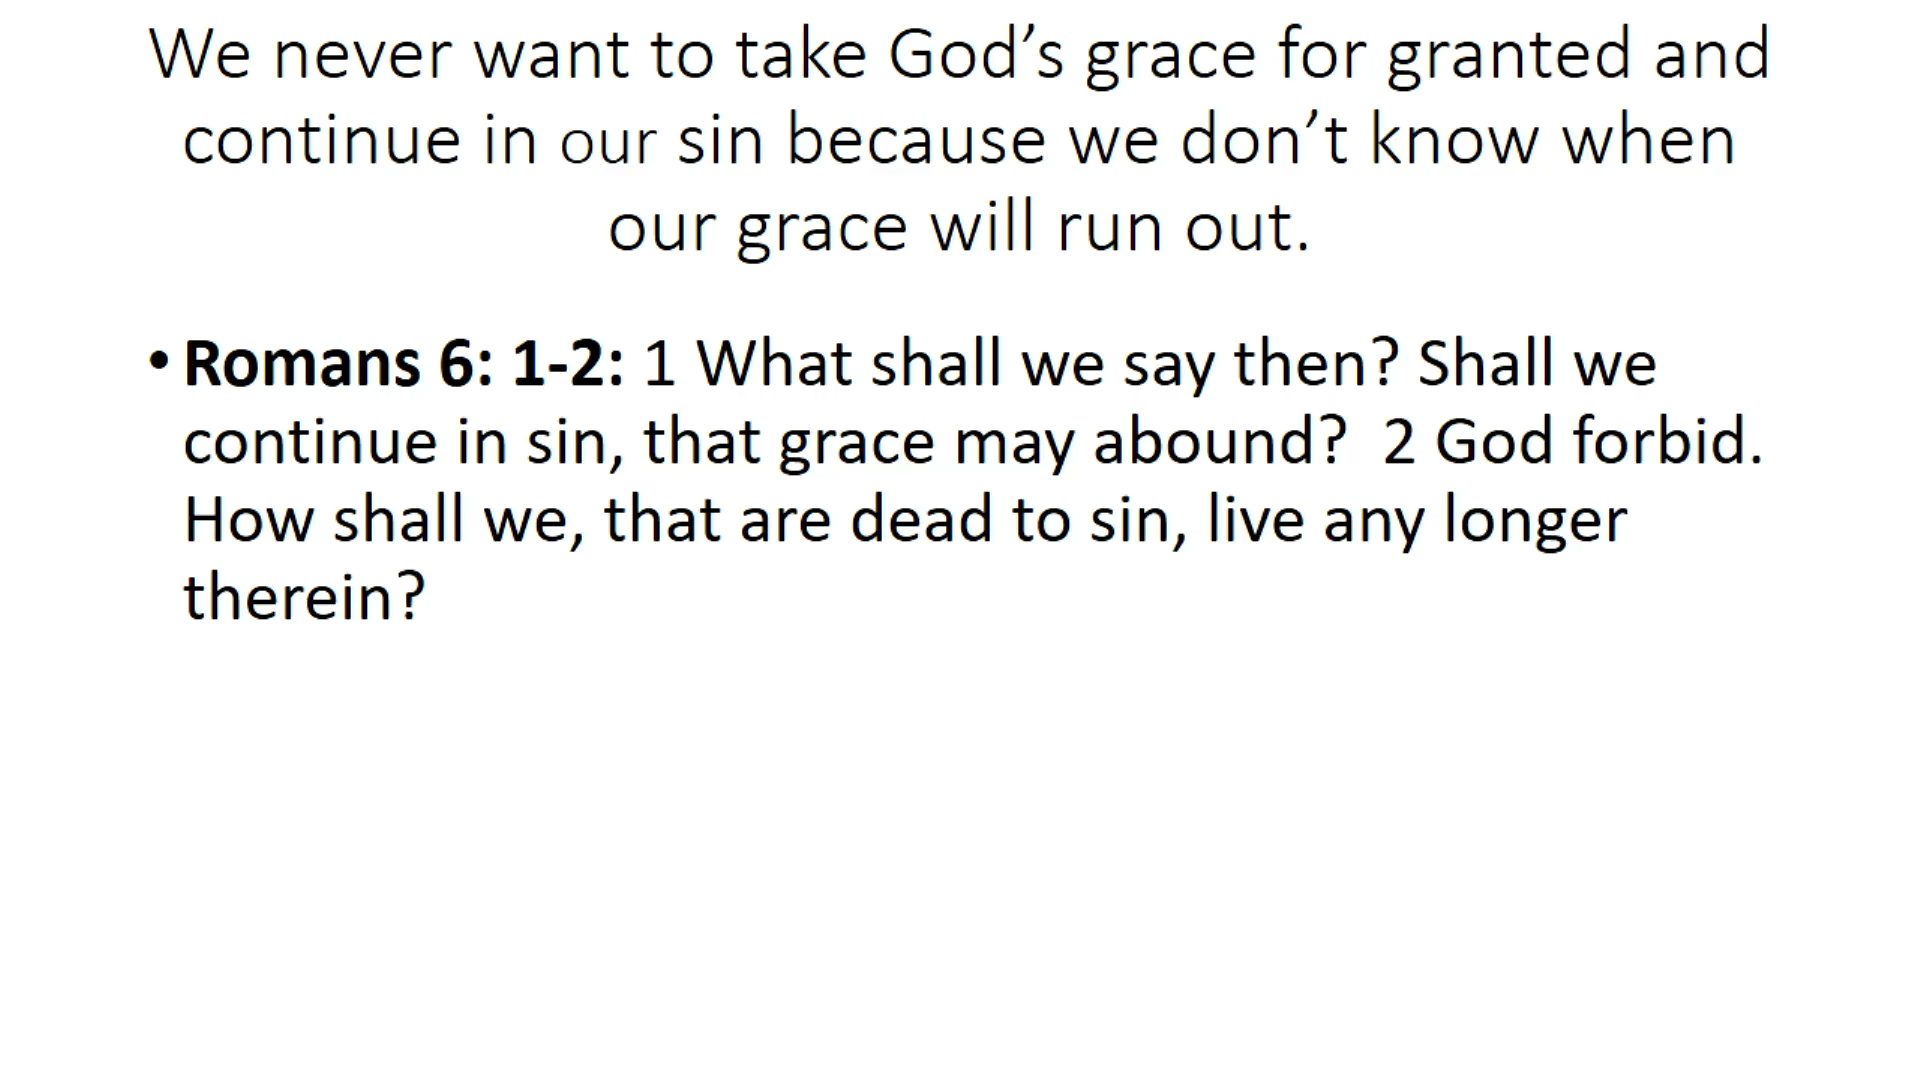 We never want to take God’s grace for granted and
continue in our sin because we don’t know when
our grace will run out.
• Romans 6: 1-2: 1 What shall we say then? Shall we
continue in sin, that grace may abound?  2 God forbid.
How shall we, that are dead to sin, live any longer
therein?